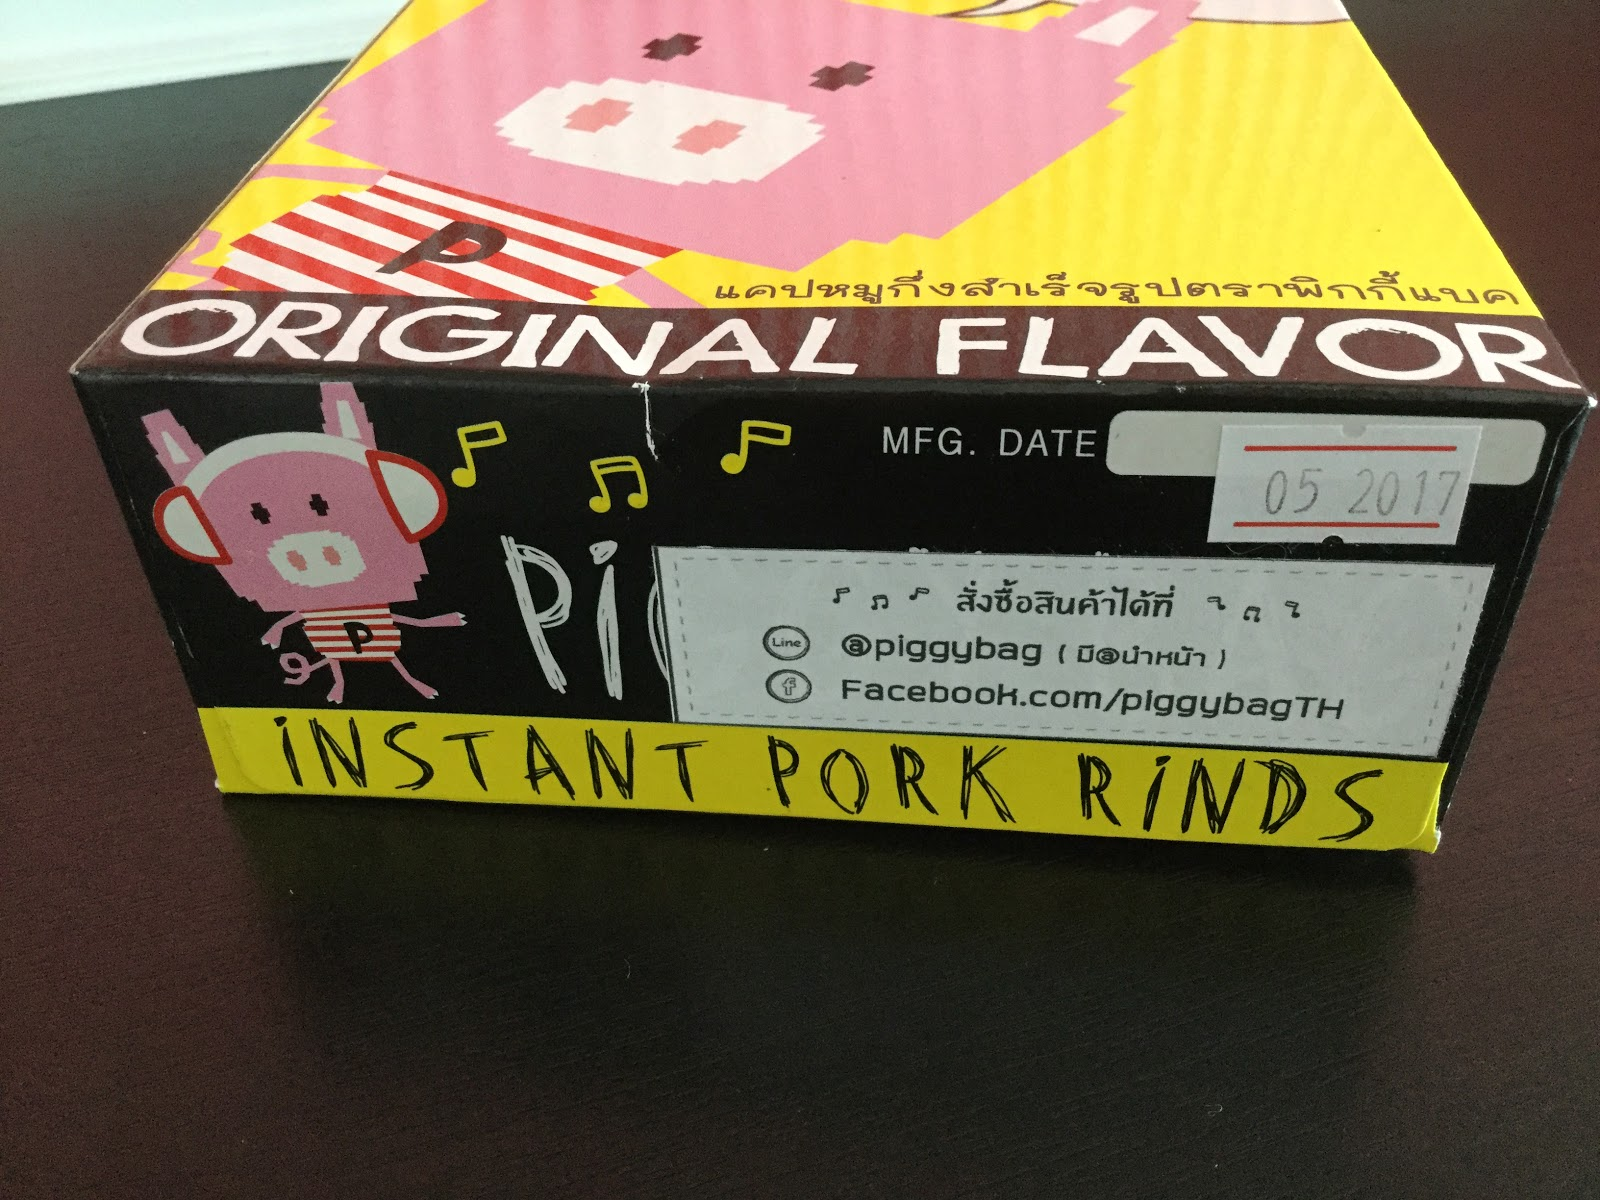 P
แคปหมูกึ่งสำเร็จรูปตราพิกกี้แบค
ORIGINAL FLAVOR
MFG. DATE
05 2017
P
สั่งซื้อสินค้าได้ที่
Line @piggybag ( มี@นำหน้า )
f Facebook.com/piggybagTH
iNSTANT PORK RiNDS